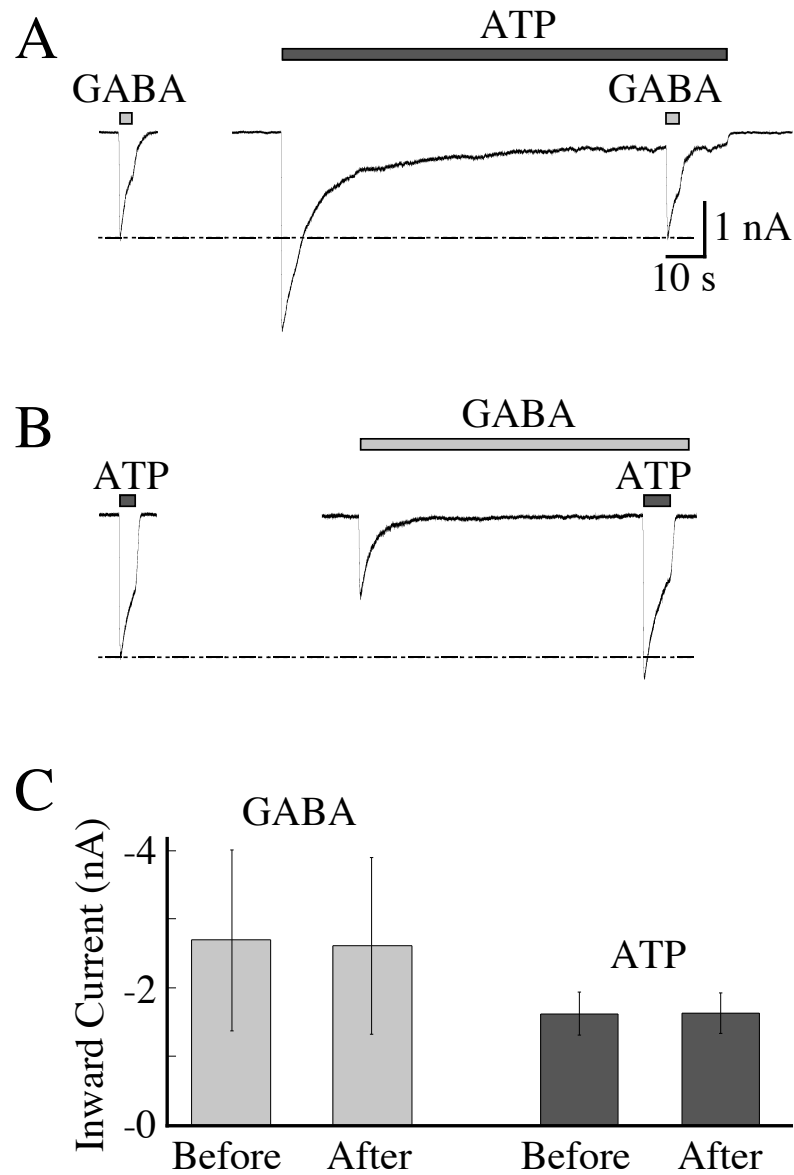 A
ATP
GABA
GABA
1 nA
10 s
B
GABA
ATP
ATP
C
GABA
ATP
Inward Current (nA)
-4
-2
-0
Before
After
Before
After